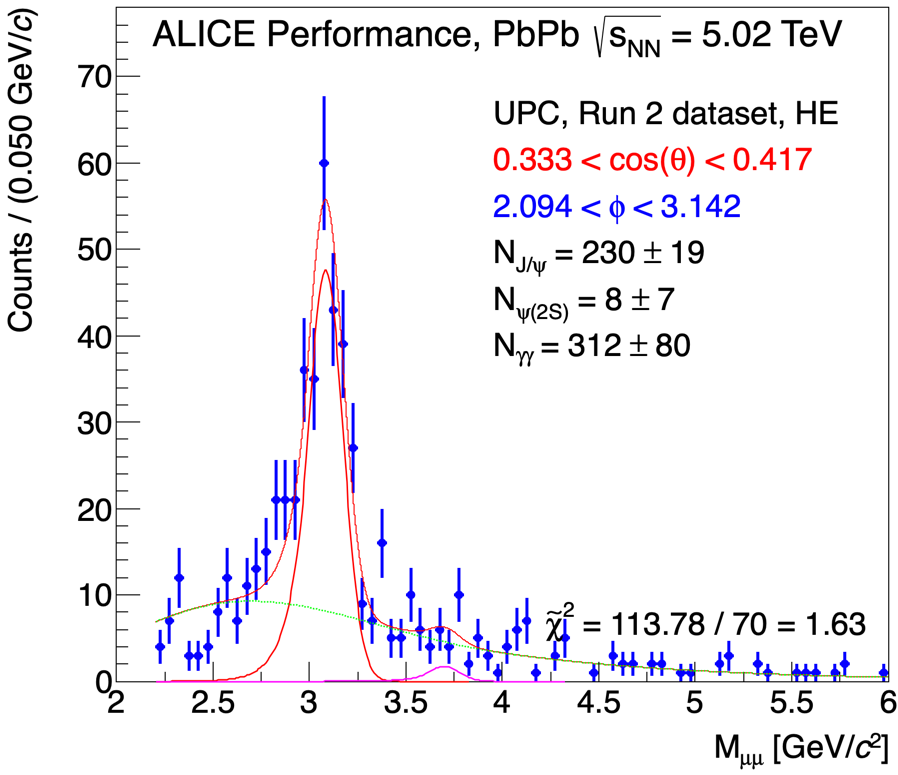 ALICE Performance, PbPb √s_NN = 5.02 TeV
UPC, Run 2 dataset, HE
0.333 < cos(θ) < 0.417
2.094 < ϕ < 3.142
N_J/ψ = 230 ± 19
N_ψ(2S) = 8 ± 7
N_γγ = 312 ± 80
χ̃² = 113.78 / 70 = 1.63
Counts / (0.050 GeV/c)
70
60
50
40
30
20
10
0
2 2.5 3 3.5 4 4.5 5 5.5 6
M_μμ [GeV/c²]